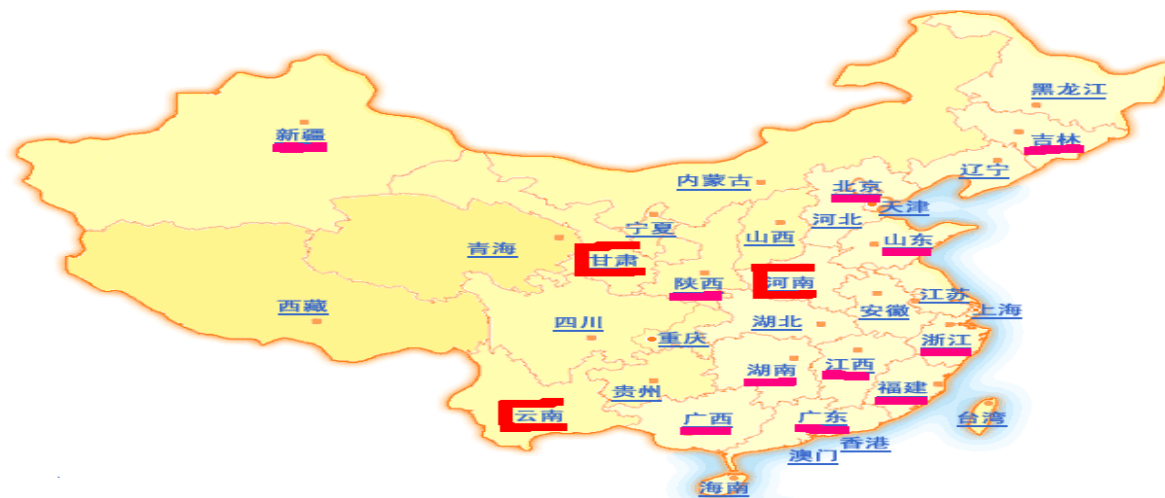 黑龙江
新疆
吉林
辽宁
内蒙古
北京
天津
河北
宁夏
山西
山东
青海
甘肃
陕西
河南
江苏
西藏
安徽
上海
四川
湖北
重庆
浙江
湖南
江西
贵州
福建
云南
广西
广东
台湾
香港
澳门
海南